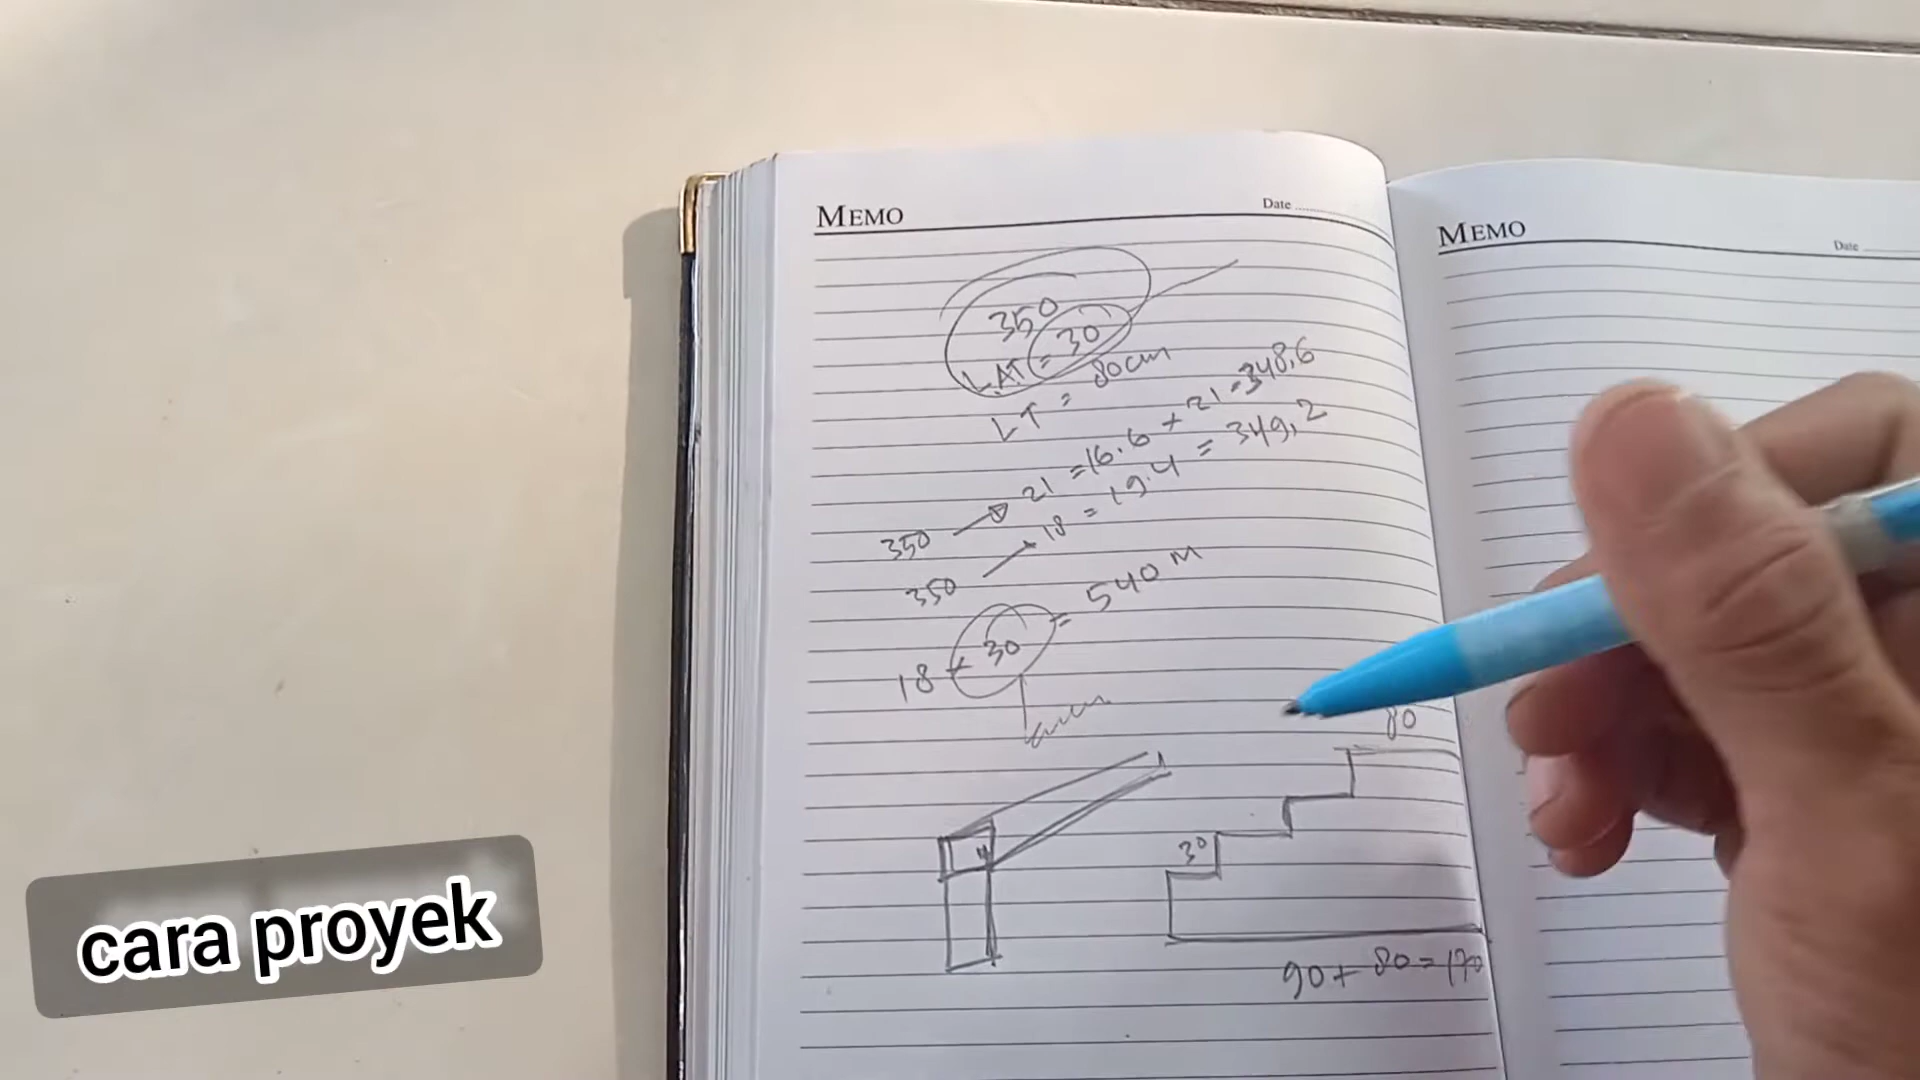 MEMO Date
350
LAT = 30
LT = 80cm
350 → 21 = 16.6 + 21 = 348,6
350 → 18 = 19.4 = 349,2
18 + 30 = 540 M
80
30
90+ 80 = 170
MEMO Date
cara proyek